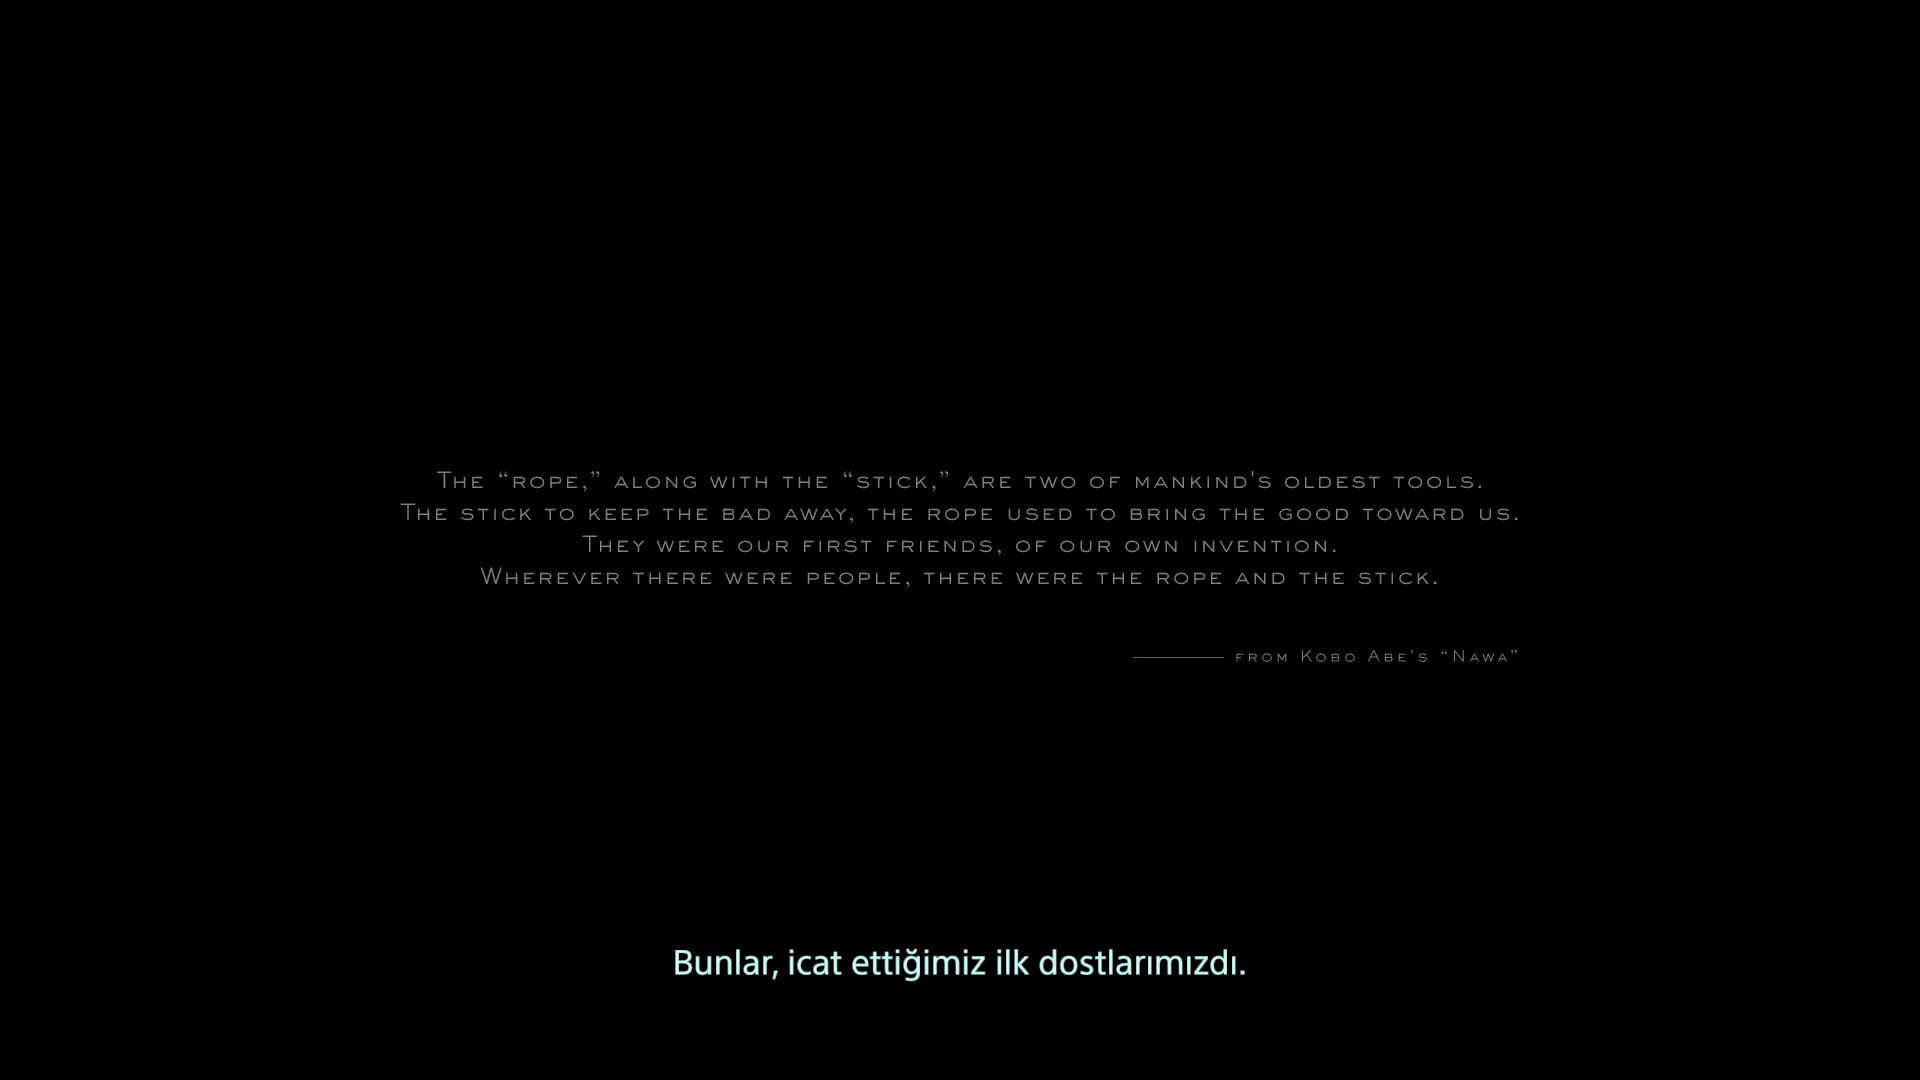 The “rope,” along with the “stick,” are two of mankind's oldest tools.
The stick to keep the bad away, the rope used to bring the good toward us.
They were our first friends, of our own invention.
Wherever there were people, there were the rope and the stick.
from Kobo Abe's “Nawa”
Bunlar, icat ettiğimiz ilk dostlarımızdı.